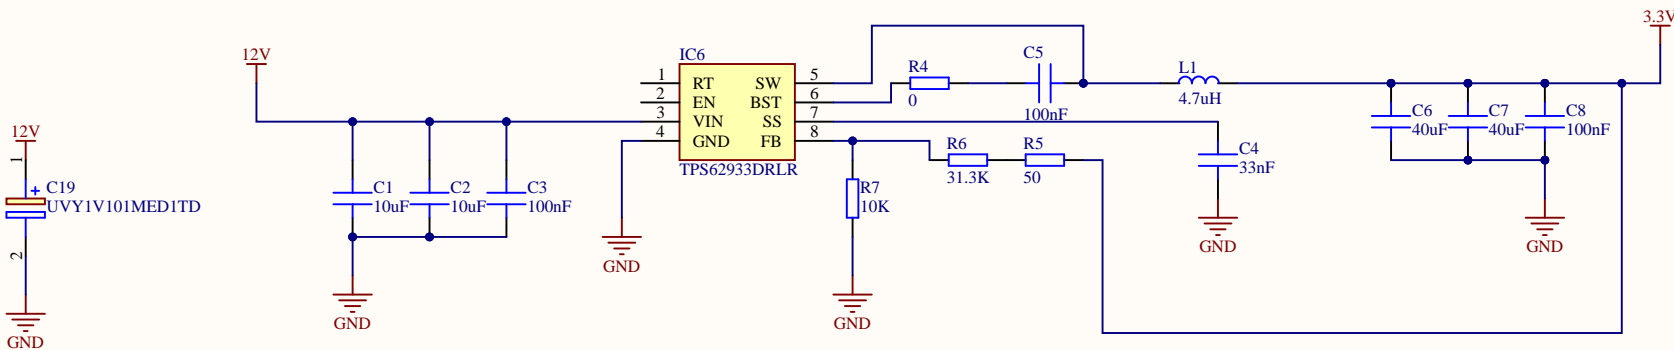 3.3V
12V
IC6
C5
L1
R4
1 RT SW 5
2 EN BST 6
3 VIN SS 7
4 GND FB 8
0
100nF
4.7uH
TPS62933DRLR
C6
40uF
C7
40uF
C8
100nF
12V
1
C19
UVY1V101MED1TD
2
GND
C1
10uF
C2
10uF
C3
100nF
GND
GND
R6
31.3K
R5
50
R7
10K
GND
C4
33nF
GND
GND